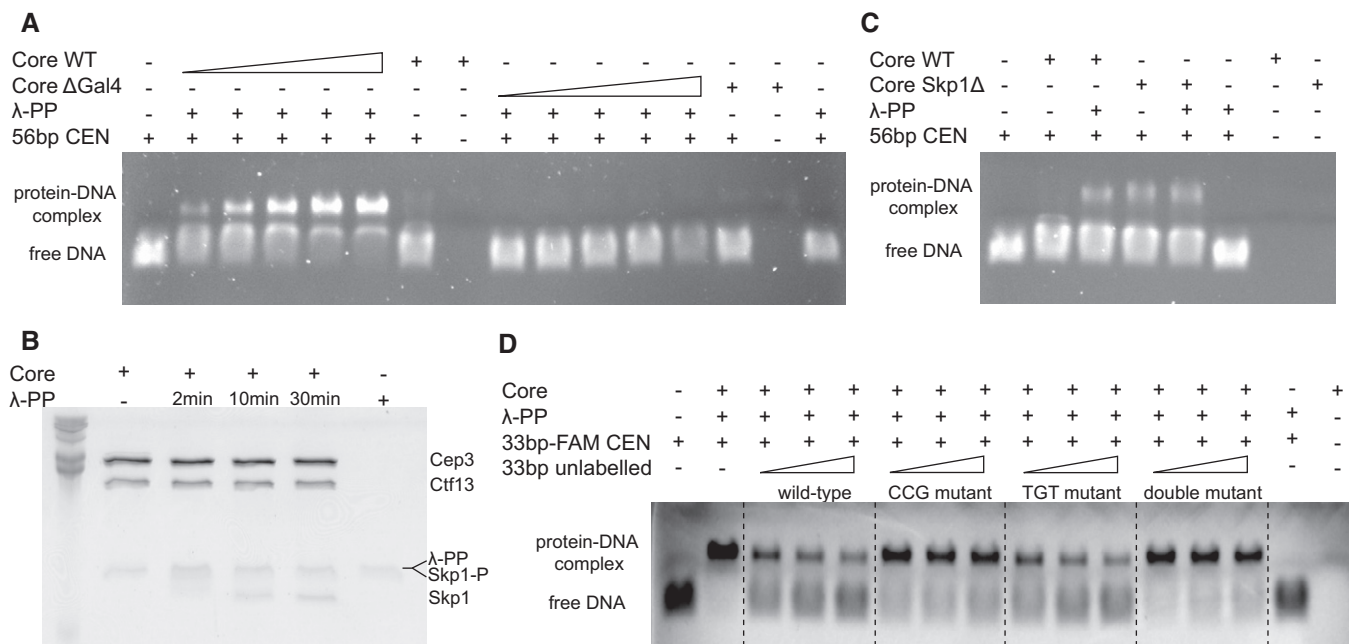 A
Core WT - + + - - - - - - - -
Core ΔGal4 - - - - - - - - + + -
λ-PP - + + + + + + - + + + + + + - +
56bp CEN + + + + + + + - + + + + + + - +
protein-DNA
complex
free DNA
C
Core WT - + + - - - + -
Core Skp1Δ - - - + + - - +
λ-PP - - + - + + - -
56bp CEN + + + + + + - -
protein-DNA
complex
free DNA
B
Core + + + + -
λ-PP - 2min 10min 30min +
Cep3
Ctf13
λ-PP
Skp1-P
Skp1
D
Core - + + + + + + + + + + + + + - +
λ-PP - + + + + + + + + + + + + + + -
33bp-FAM CEN + + + + + + + + + + + + + + + -
33bp unlabelled - - - -
wild-type CCG mutant TGT mutant double mutant
protein-DNA
complex
free DNA